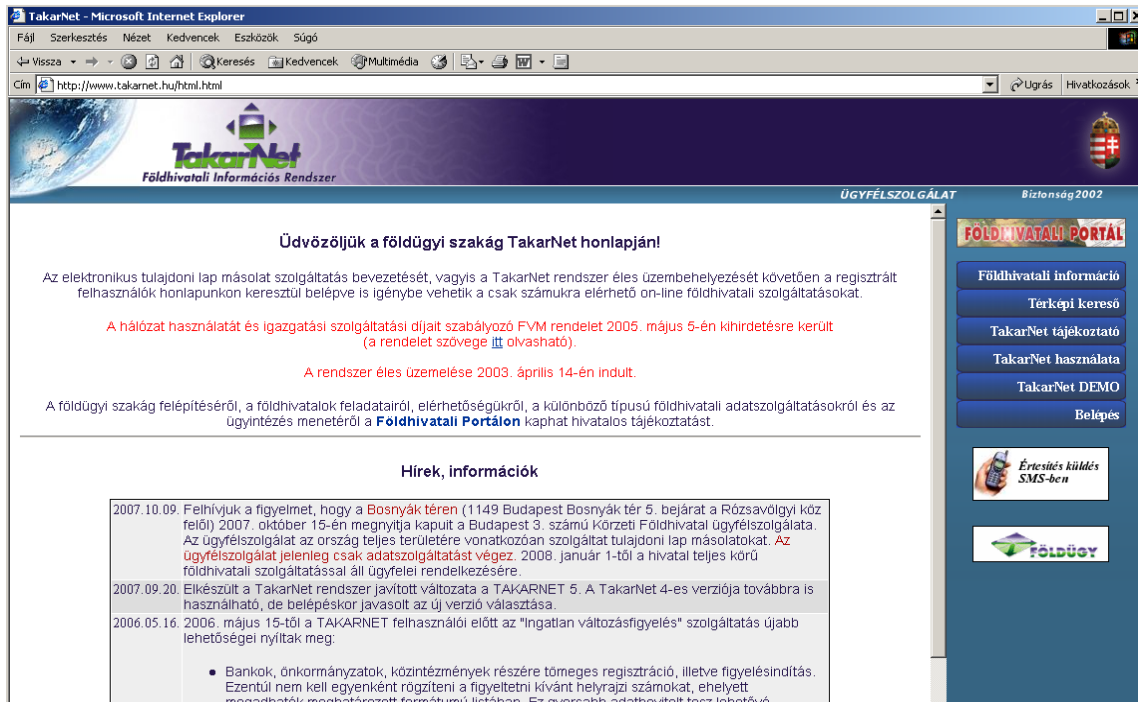 TakarNet - Microsoft Internet Explorer
Fájl Szerkesztés Nézet Kedvencek Eszközök Súgó
Vissza Keresés Kedvencek Multimédia
Cím http://www.takarnet.hu/html.html Ugrás Hivatkozások
TakarNet
Földhivatali Információs Rendszer
ÜGYFÉLSZOLGÁLAT Biztonság2002
Üdvözöljük a földügyi szakág TakarNet honlapján!
Az elektronikus tulajdoni lap másolat szolgáltatás bevezetését, vagyis a TakarNet rendszer éles üzembehelyezését követően a regisztrált
felhasználók honlapunkon keresztül belépve is igénybe vehetik a csak számukra elérhető on-line földhivatali szolgáltatásokat.
A hálózat használatát és igazgatási szolgáltatási díjait szabályozó FVM rendelet 2005. május 5-én kihirdetésre került
(a rendelet szövege itt olvasható).
A rendszer éles üzemelése 2003. április 14-én indult.
A földügyi szakág felépítéséről, a földhivatalok feladatairól, elérhetőségükről, a különböző típusú földhivatali adatszolgáltatásokról és az
ügyintézés menetéről a Földhivatali Portálon kaphat hivatalos tájékoztatást.
Hírek, információk
2007.10.09. Felhívjuk a figyelmet, hogy a Bosnyák téren (1149 Budapest Bosnyák tér 5. bejárat a Rózsavölgyi köz
felől) 2007. október 15-én megnyitja kapuit a Budapest 3. számú Körzeti Földhivatal ügyfélszolgálata.
Az ügyfélszolgálat az ország teljes területére vonatkozóan szolgáltat tulajdoni lap másolatokat. Az
ügyfélszolgálat jelenleg csak adatszolgáltatást végez. 2008. január 1-től a hivatal teljes körű
földhivatali szolgáltatással áll ügyfelei rendelkezésére.
2007.09.20. Elkészült a TakarNet rendszer javított változata a TAKARNET 5. A TakarNet 4-es verziója továbbra is
használható, de belépéskor javasolt az új verzió választása.
2006.05.16. 2006. május 15-től a TAKARNET felhasználói előtt az "Ingatlan változásfigyelés" szolgáltatás újabb
lehetőségei nyíltak meg:
Bankok, önkormányzatok, közintézmények részére tömeges regisztráció, illetve figyelésindítás.
Ezentúl nem kell egyenként rögzíteni a figyeltetni kívánt helyrajzi számokat, ehelyett
megadhatók meghatározott formátumú listában. Ez gyorsabb adatbevitelt tesz lehetővé
FÖLDHIVATALI PORTÁL
Földhivatali információ
Térképi kereső
TakarNet tájékoztató
TakarNet használata
TakarNet DEMO
Belépés
Értesítés küldés
SMS-ben
FÖLDÜGY